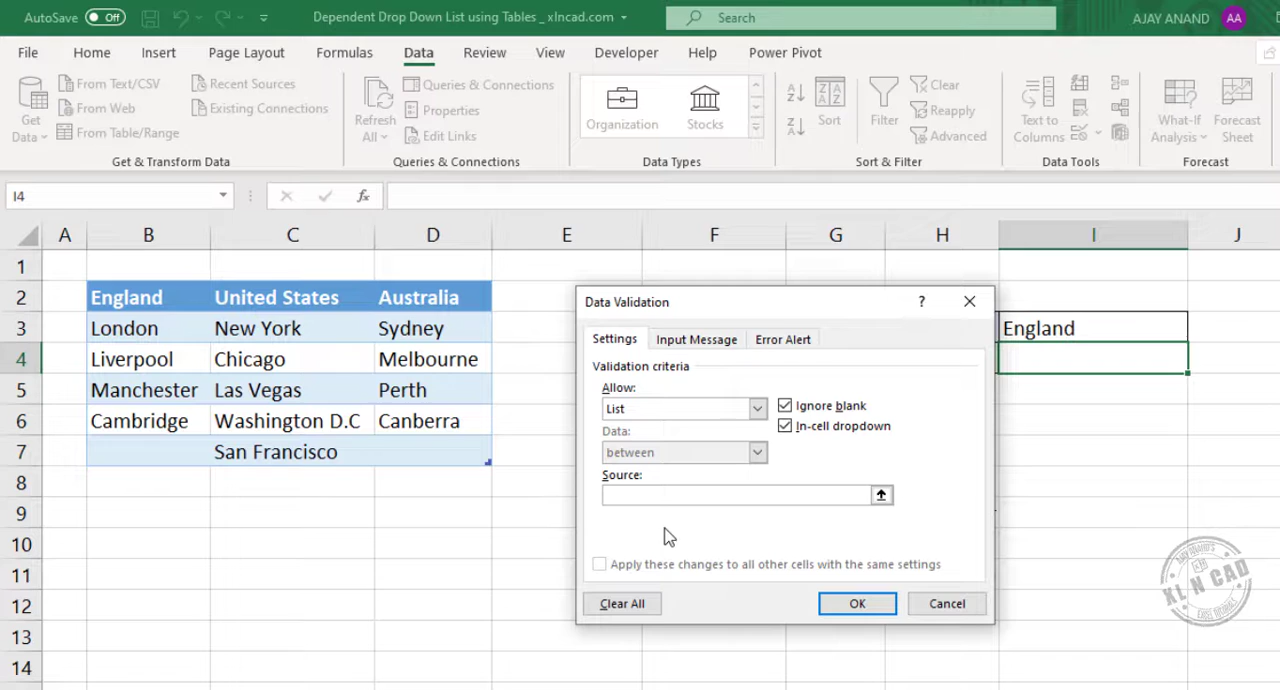 AutoSave Off Dependent Drop Down List using Tables _ xlncad.com Search AJAY ANAND AA
File Home Insert Page Layout Formulas Data Review View Developer Help Power Pivot
Get Data
From Text/CSV
From Web
From Table/Range
Recent Sources
Existing Connections
Get & Transform Data
Refresh All
Queries & Connections
Properties
Edit Links
Queries & Connections
Organization
Stocks
Data Types
Sort
Filter
Clear
Reapply
Advanced
Sort & Filter
Text to Columns
Data Tools
What-If Analysis
Forecast Sheet
Forecast
I4 fx
A B C D E F G H I J
1
2 England United States Australia
3 London New York Sydney England
4 Liverpool Chicago Melbourne
5 Manchester Las Vegas Perth
6 Cambridge Washington D.C Canberra
7 San Francisco
8
9
10
11
12
13
14
Data Validation ?
Settings Input Message Error Alert
Validation criteria
Allow:
List
Ignore blank
In-cell dropdown
Data:
between
Source:
Apply these changes to all other cells with the same settings
Clear All OK Cancel
XL N CAD